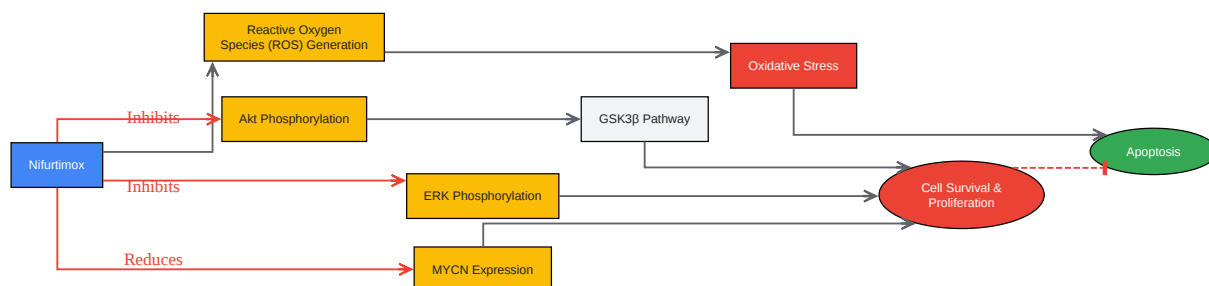 Reactive Oxygen
Species (ROS) Generation
Oxidative Stress
Inhibits
Akt Phosphorylation
GSK3β Pathway
Nifurtimox
Apoptosis
Inhibits
ERK Phosphorylation
Cell Survival &
Proliferation
Reduces
MYCN Expression